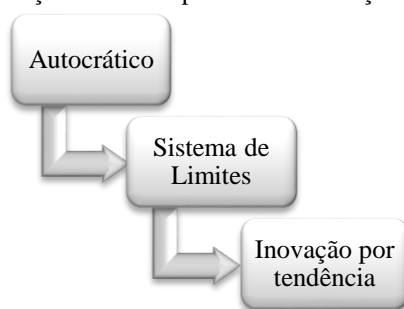 Autocrático
Sistema de
Limites
Inovação por
tendência